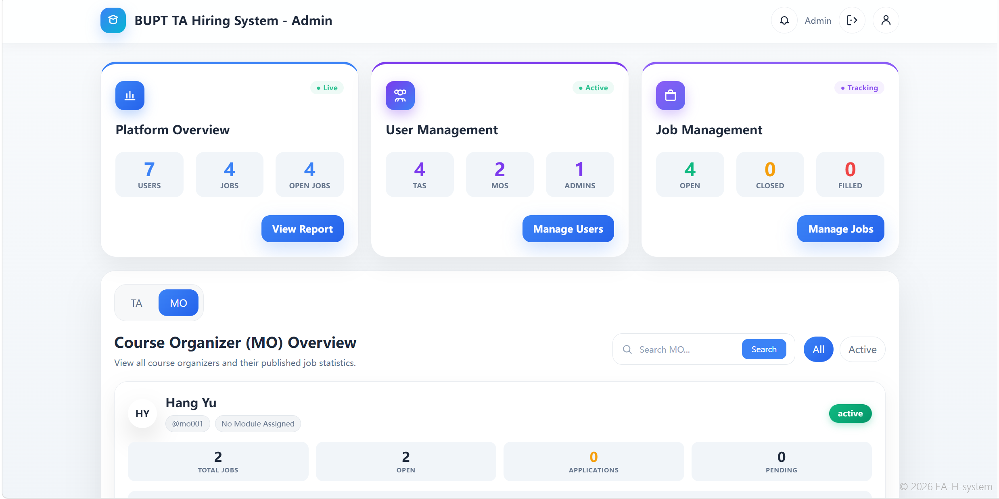 BUPT TA Hiring System - Admin
Admin
Live
Active
Tracking
Platform Overview
User Management
Job Management
7
USERS
4
JOBS
4
OPEN JOBS
4
TAS
2
MOS
1
ADMINS
4
OPEN
0
CLOSED
0
FILLED
View Report
Manage Users
Manage Jobs
TA
MO
Course Organizer (MO) Overview
View all course organizers and their published job statistics.
Search MO...
Search
All
Active
HY
Hang Yu
@mo001
No Module Assigned
active
2
TOTAL JOBS
2
OPEN
0
APPLICATIONS
0
PENDING
© 2026 EA-H-system